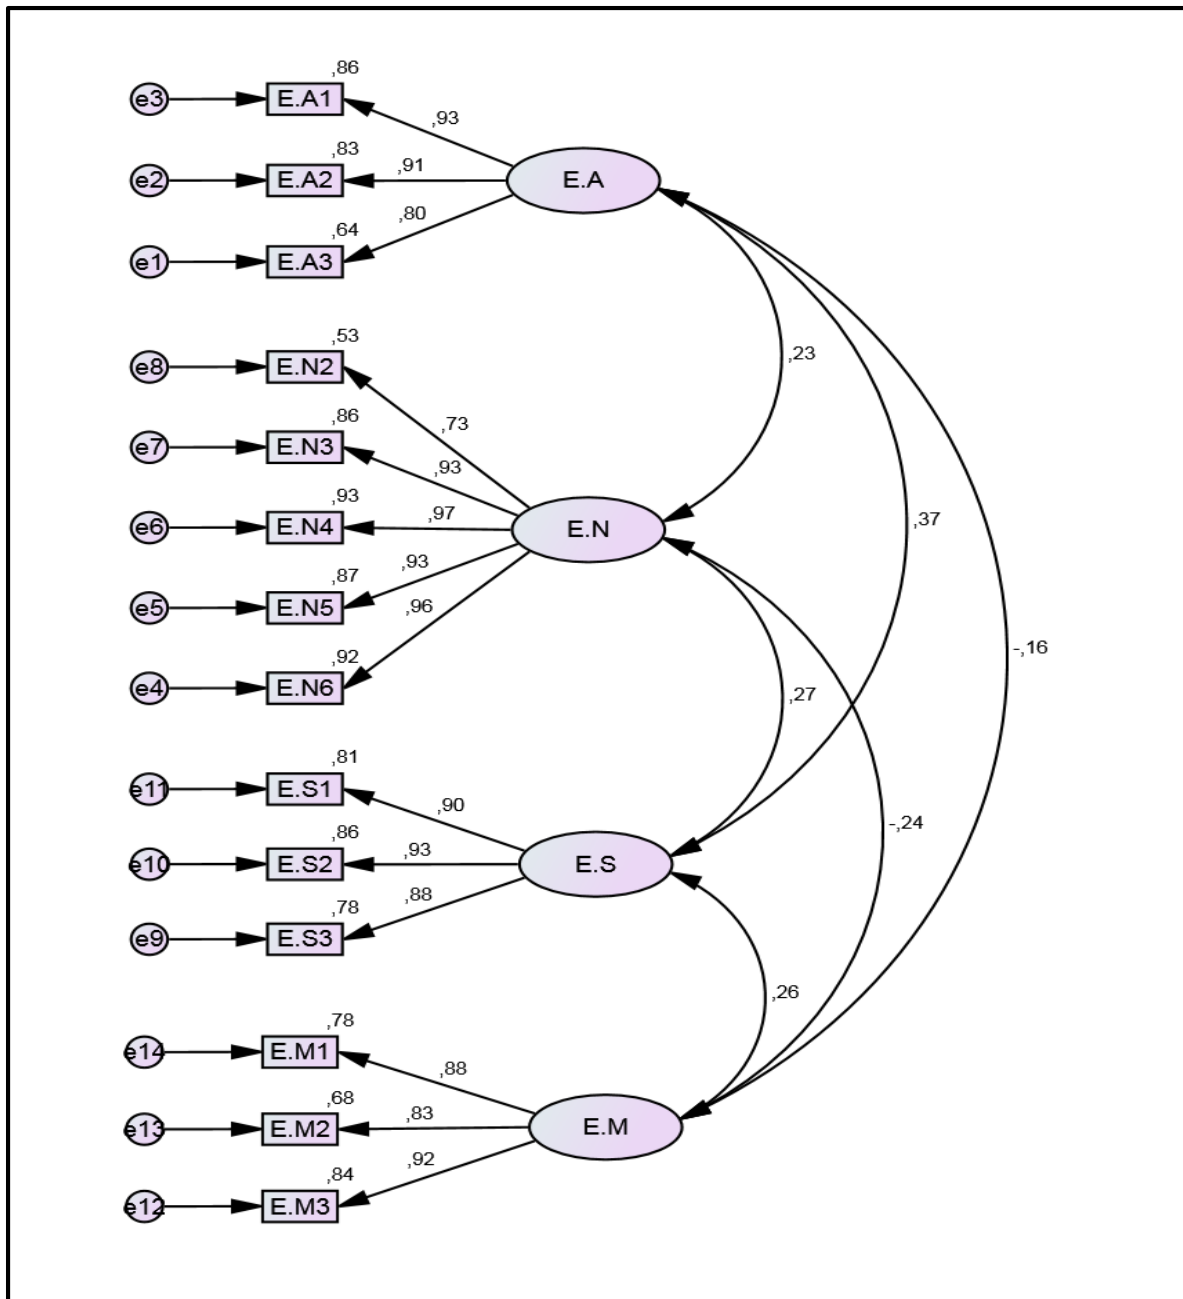 ,86
e3 E.A1
,93
,83
e2 E.A2 ,91 E.A
,80
,64
e1 E.A3
,23
,53
e8 E.N2
,73
,86
e7 E.N3
,93
,93
e6 E.N4 ,97 E.N
,37
,93
,87
e5 E.N5
,96
,92
e4 E.N6
-,16
,27
,81
e11 E.S1
,90
-,24
,86
e10 E.S2 ,93 E.S
,88
,78
e9 E.S3
,26
,78
e14 E.M1
,88
,68
e13 E.M2 ,83 E.M
,92
,84
e12 E.M3